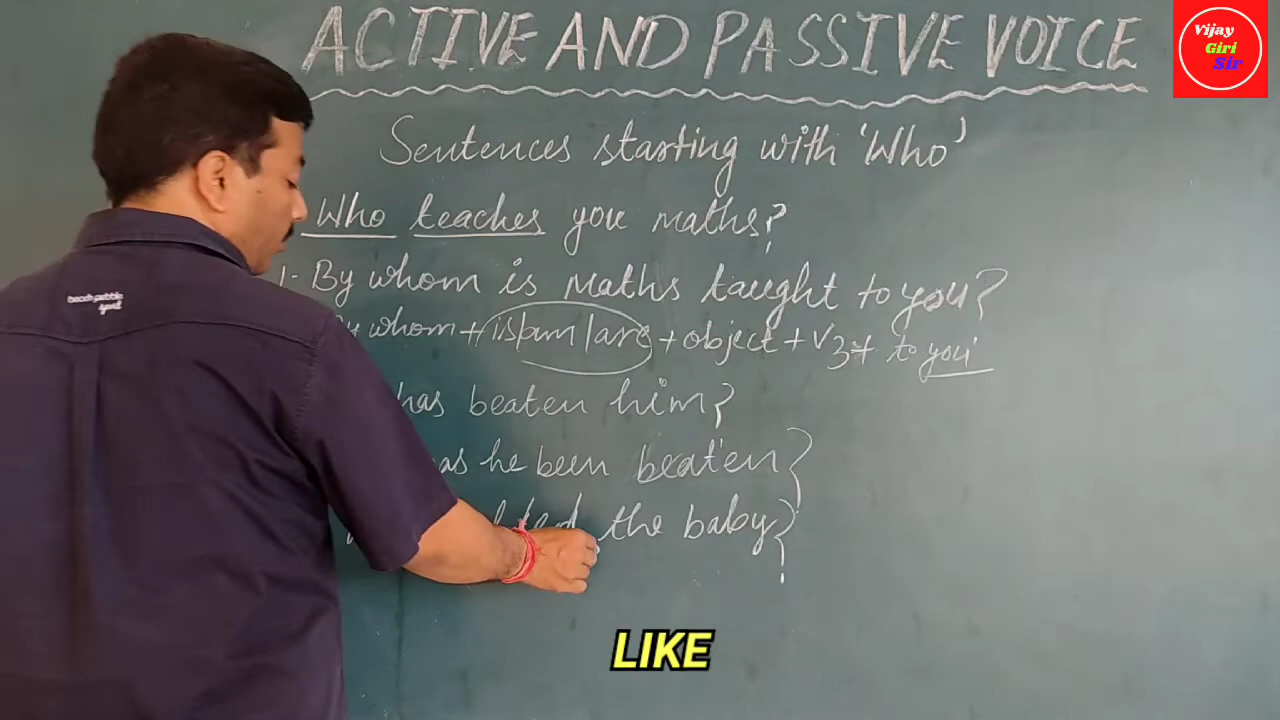 ACTIVE AND PASSIVE VOICE
Vijay
Giri
Sir
Sentences starting with 'Who'
Who teaches you maths?
1- By whom is Maths taught to you?
whom + is/am/are + object + V3 + to you
has beaten him?
he been beaten?
the baby?
LIKE